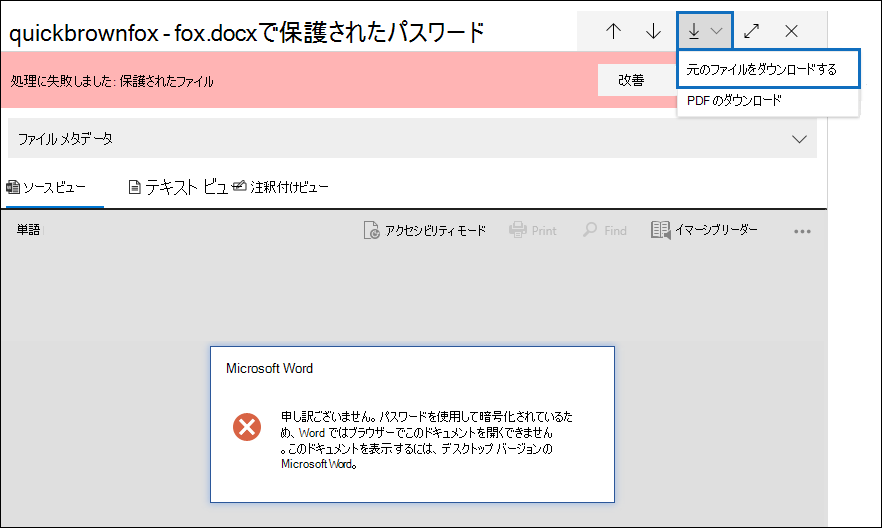 quickbrownfox - fox.docxで保護されたパスワード
処理に失敗しました: 保護されたファイル
改善
元のファイルをダウンロードする
PDF のダウンロード
ファイル メタデータ
ソース ビュー
テキスト ビュ
注釈付けビュー
単語
アクセシビリティ モード
Print
Find
イマーシブ リーダー
Microsoft Word
申し訳ございません。パスワードを使用して暗号化されているた
め、Word ではブラウザーでこのドキュメントを開くできません
。このドキュメントを表示するには、デスクトップ バージョンの
Microsoft Word。